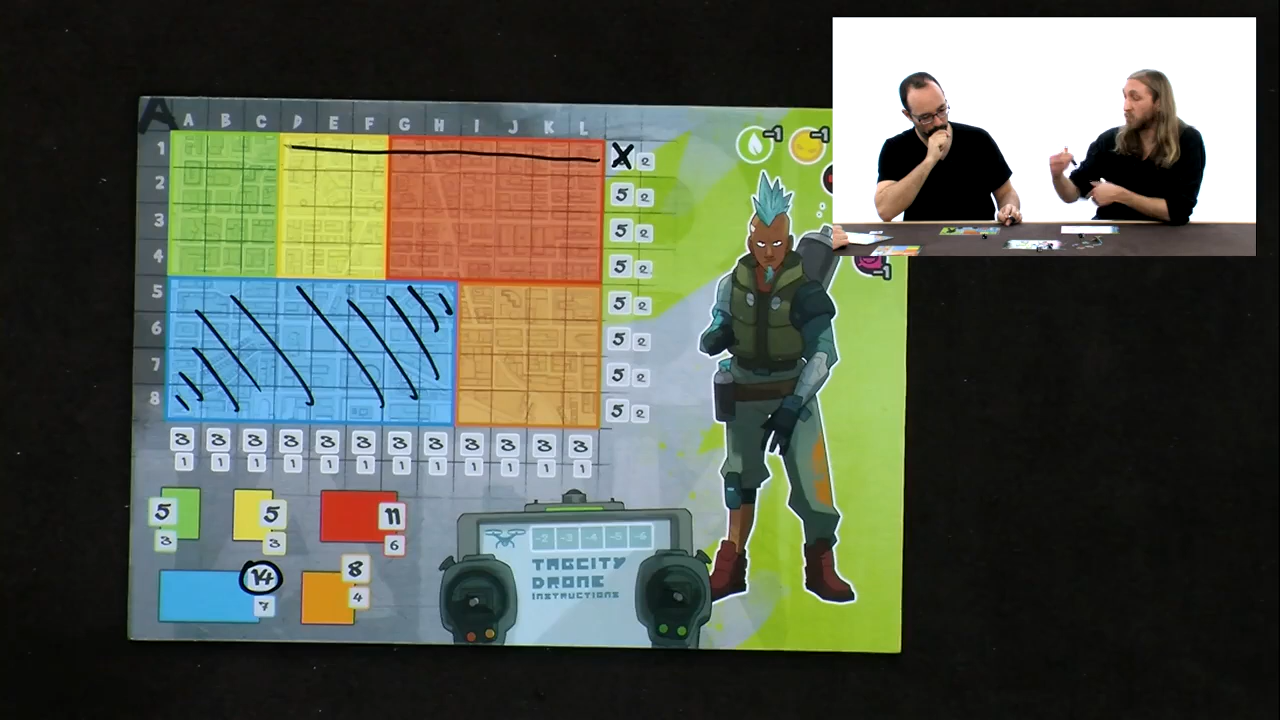 A
A B C D E F G H I J K L
1 X 2
2 5 2
3 5 2
4 5 2
5 5 2
6 5 2
7 5 2
8 5 2
3 3 3 3 3 3 3 3 3 3 3 3
1 1 1 1 1 1 1 1 1 1 1 1
5 5 11
3 3 6
14 8
7 4
-2 -3 -4 -5 -6
TAGCITY
DRONE
INSTRUCTIONS
-1 -1
-1